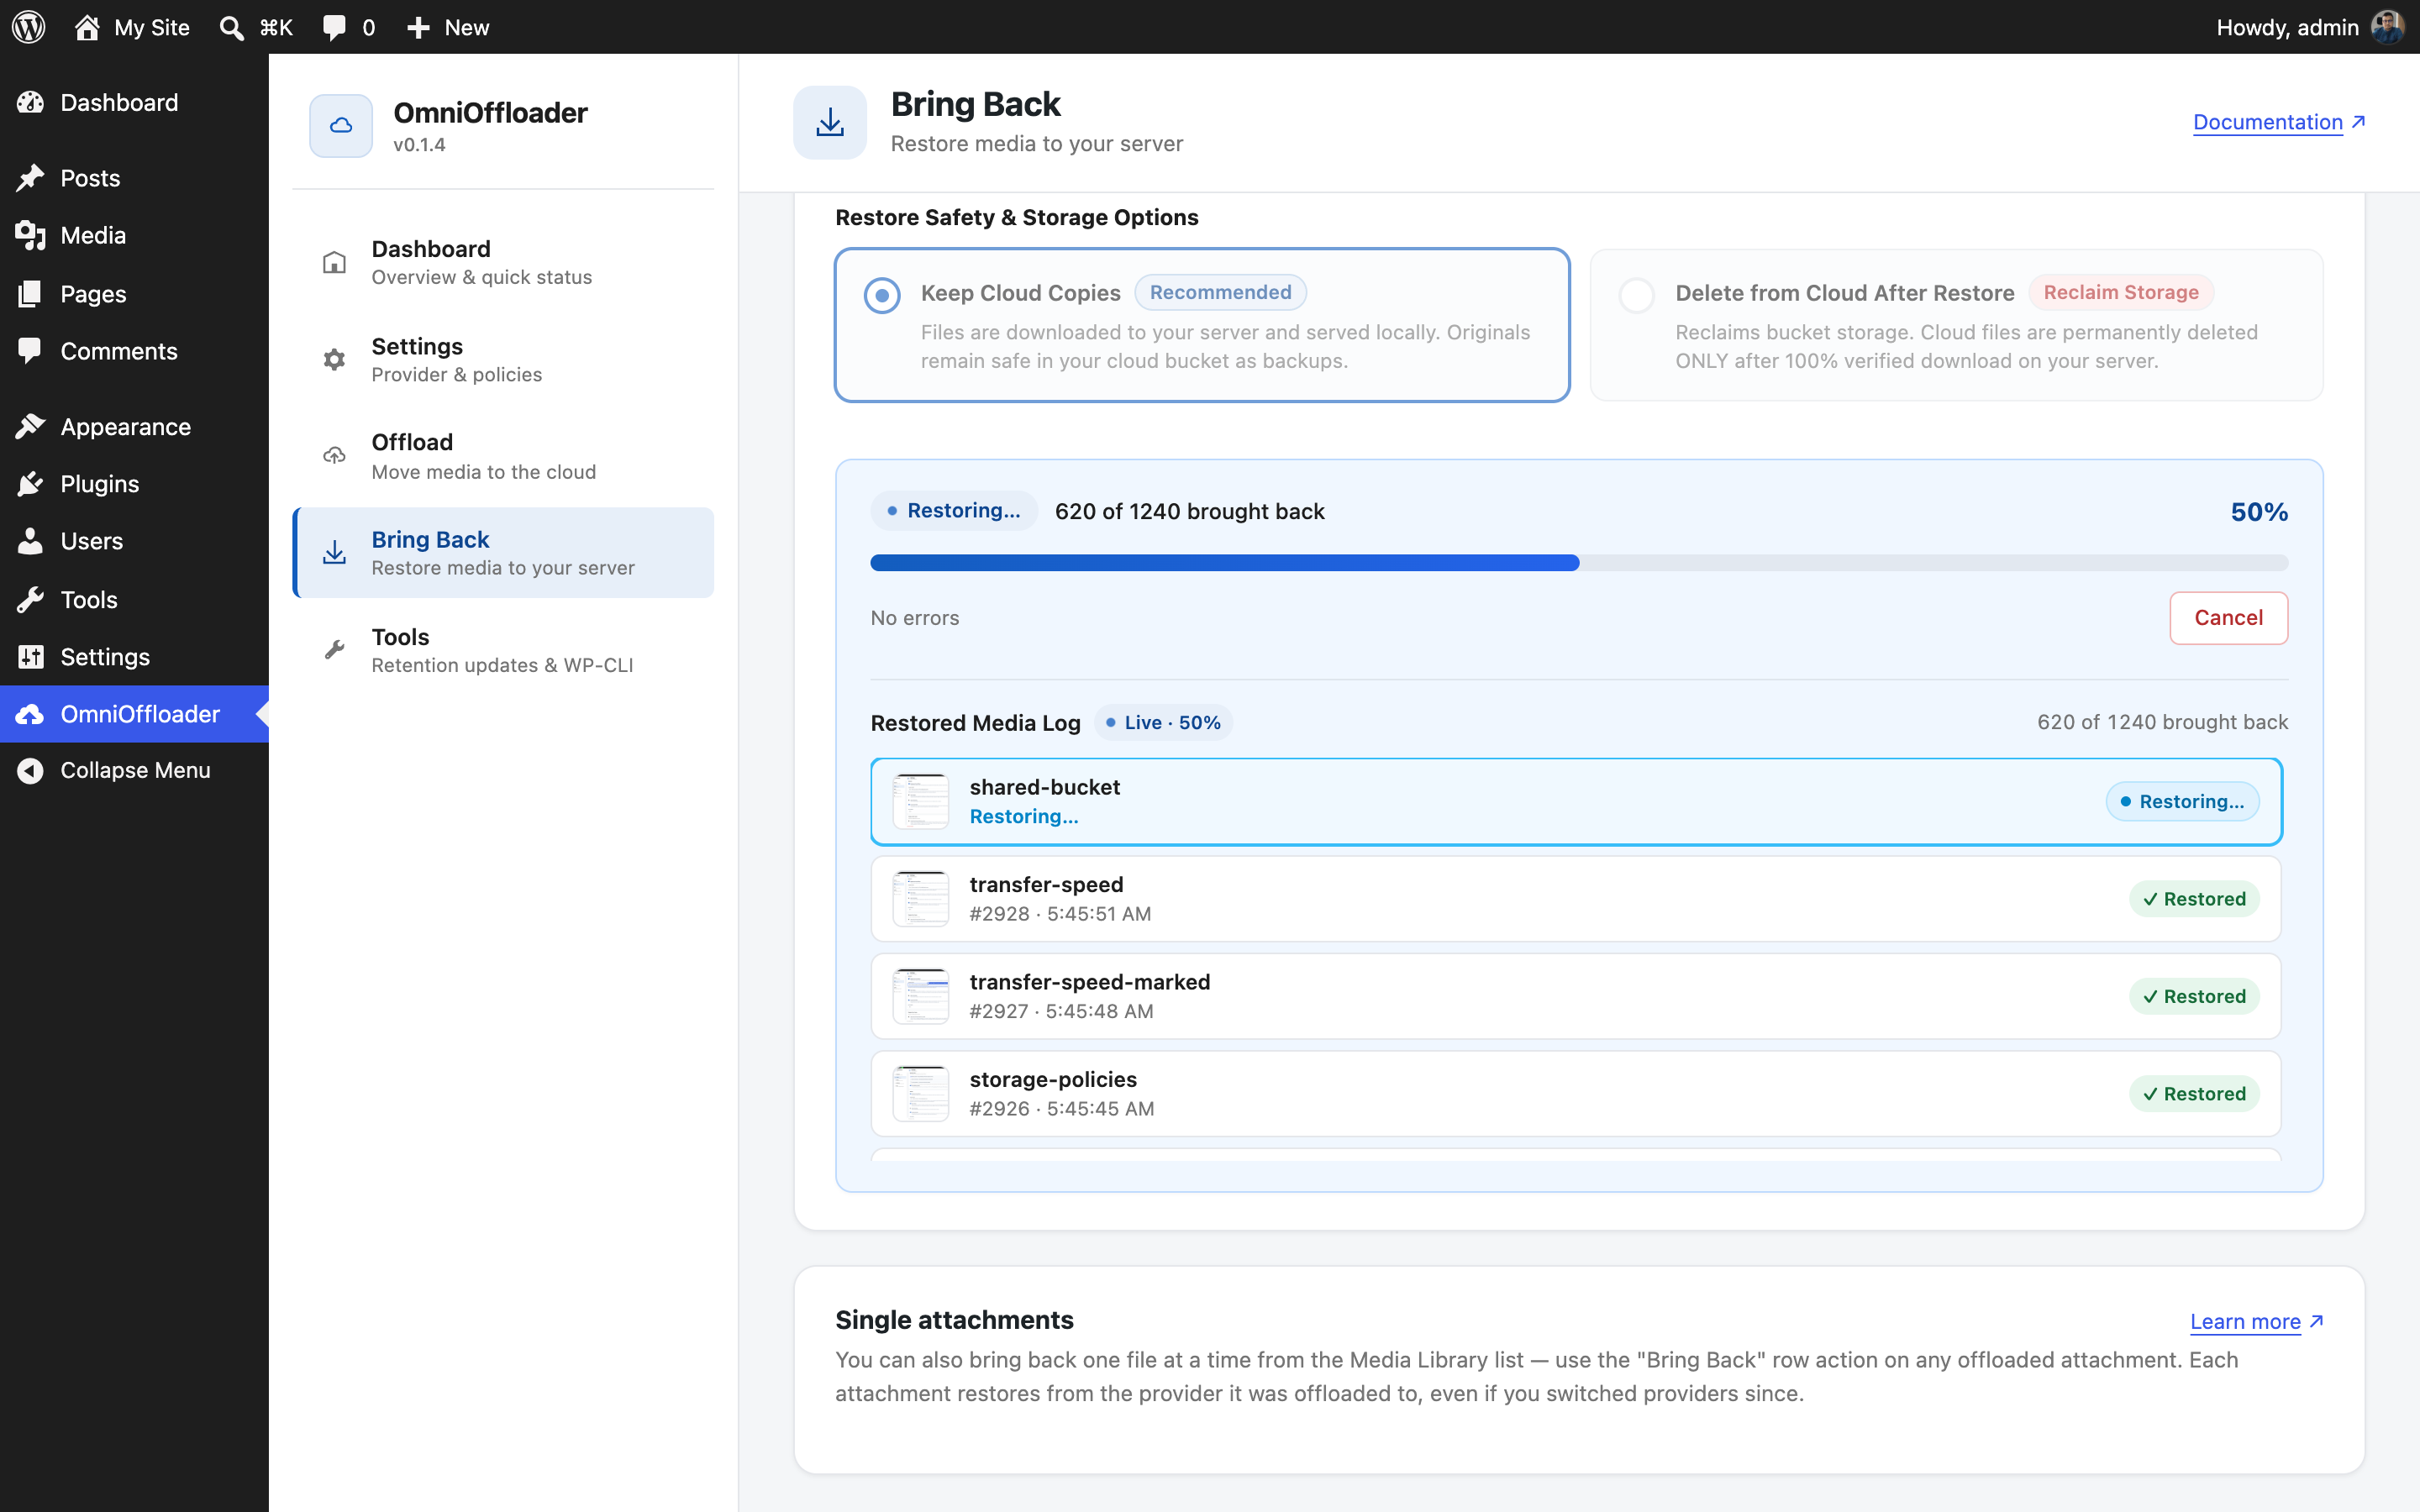 My Site
⌘K
0
New
Howdy, admin
Dashboard
Posts
Media
Pages
Comments
Appearance
Plugins
Users
Tools
Settings
OmniOffloader
Collapse Menu
OmniOffloader
v0.1.4
Dashboard
Overview & quick status
Settings
Provider & policies
Offload
Move media to the cloud
Bring Back
Restore media to your server
Tools
Retention updates & WP-CLI
Bring Back
Restore media to your server
Documentation ↗
Restore Safety & Storage Options
Keep Cloud Copies Recommended
Files are downloaded to your server and served locally. Originals
remain safe in your cloud bucket as backups.
Delete from Cloud After Restore Reclaim Storage
Reclaims bucket storage. Cloud files are permanently deleted
ONLY after 100% verified download on your server.
Restoring... 620 of 1240 brought back 50%
No errors
Cancel
Restored Media Log Live · 50% 620 of 1240 brought back
shared-bucket
Restoring...
Restoring...
transfer-speed
#2928 · 5:45:51 AM
✓ Restored
transfer-speed-marked
#2927 · 5:45:48 AM
✓ Restored
storage-policies
#2926 · 5:45:45 AM
✓ Restored
Single attachments
Learn more ↗
You can also bring back one file at a time from the Media Library list — use the "Bring Back" row action on any offloaded attachment. Each
attachment restores from the provider it was offloaded to, even if you switched providers since.